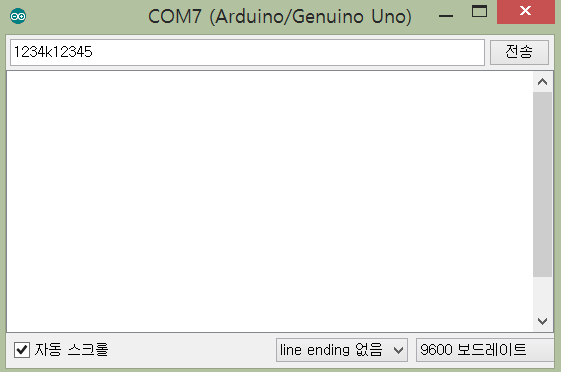 COM7 (Arduino/Genuino Uno)
1234k12345
전송
자동 스크롤
line ending 없음
9600 보드레이트